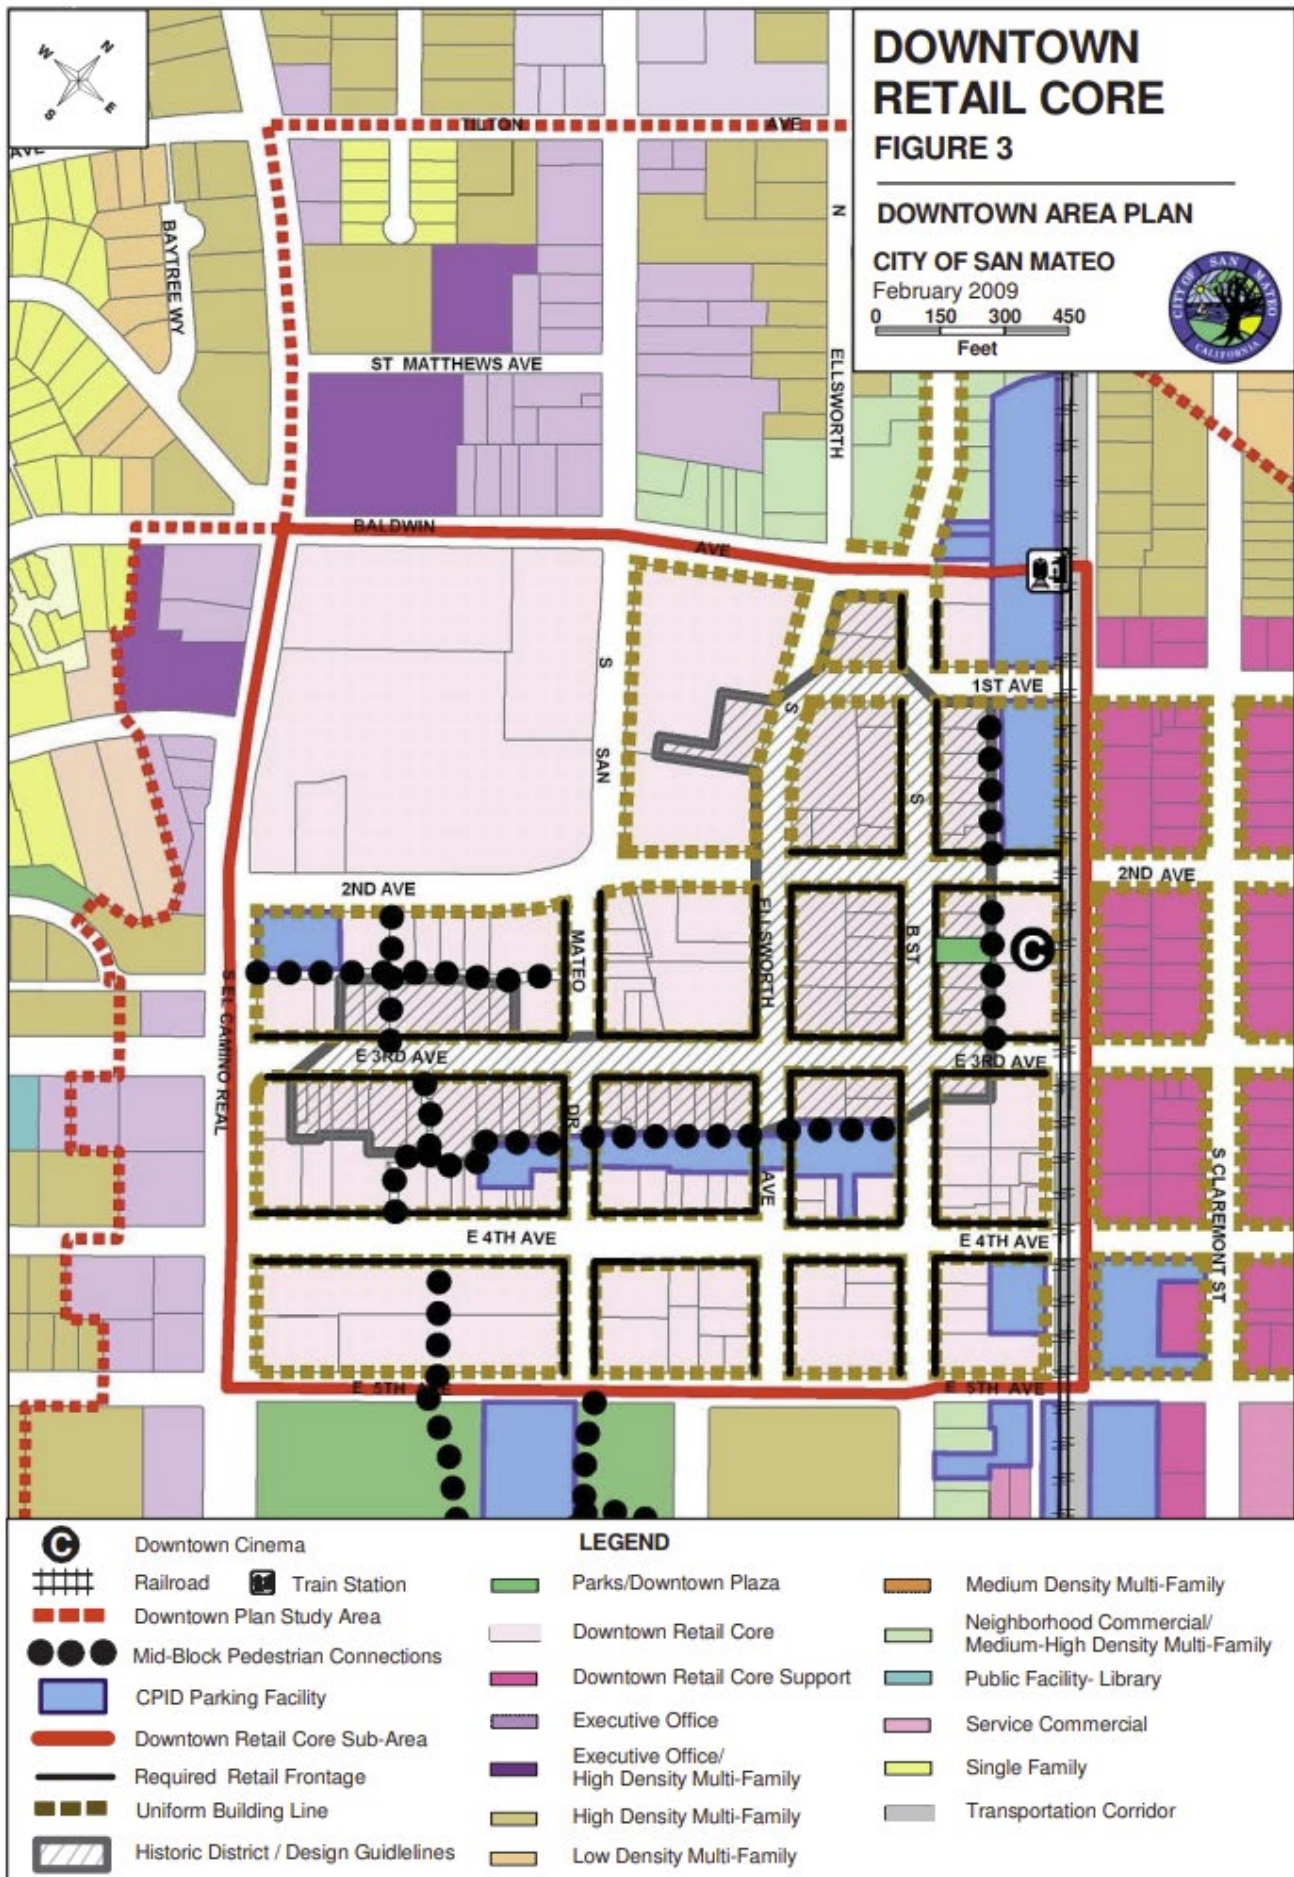 W
N
S
E
DOWNTOWN
RETAIL CORE
FIGURE 3
DOWNTOWN AREA PLAN
CITY OF SAN MATEO
February 2009
0 150 300 450
Feet
CITY OF SAN MATEO
CALIFORNIA
AVE
TILTON AVE
BAYTREE WY
N
ELLSWORTH
ST MATTHEWS AVE
BALDWIN AVE
S
SAN
MATEO
DR
1ST AVE
S
ELLSWORTH
AVE
S
B ST
2ND AVE
2ND AVE
C
S EL CAMINO REAL
E 3RD AVE
E 3RD AVE
S CLAREMONT ST
E 4TH AVE
E 4TH AVE
E 5TH AVE
E 5TH AVE
LEGEND
C Downtown Cinema
Railroad
Train Station
Downtown Plan Study Area
Mid-Block Pedestrian Connections
CPID Parking Facility
Downtown Retail Core Sub-Area
Required Retail Frontage
Uniform Building Line
Historic District / Design Guidlelines
Parks/Downtown Plaza
Downtown Retail Core
Downtown Retail Core Support
Executive Office
Executive Office/
High Density Multi-Family
High Density Multi-Family
Low Density Multi-Family
Medium Density Multi-Family
Neighborhood Commercial/
Medium-High Density Multi-Family
Public Facility- Library
Service Commercial
Single Family
Transportation Corridor